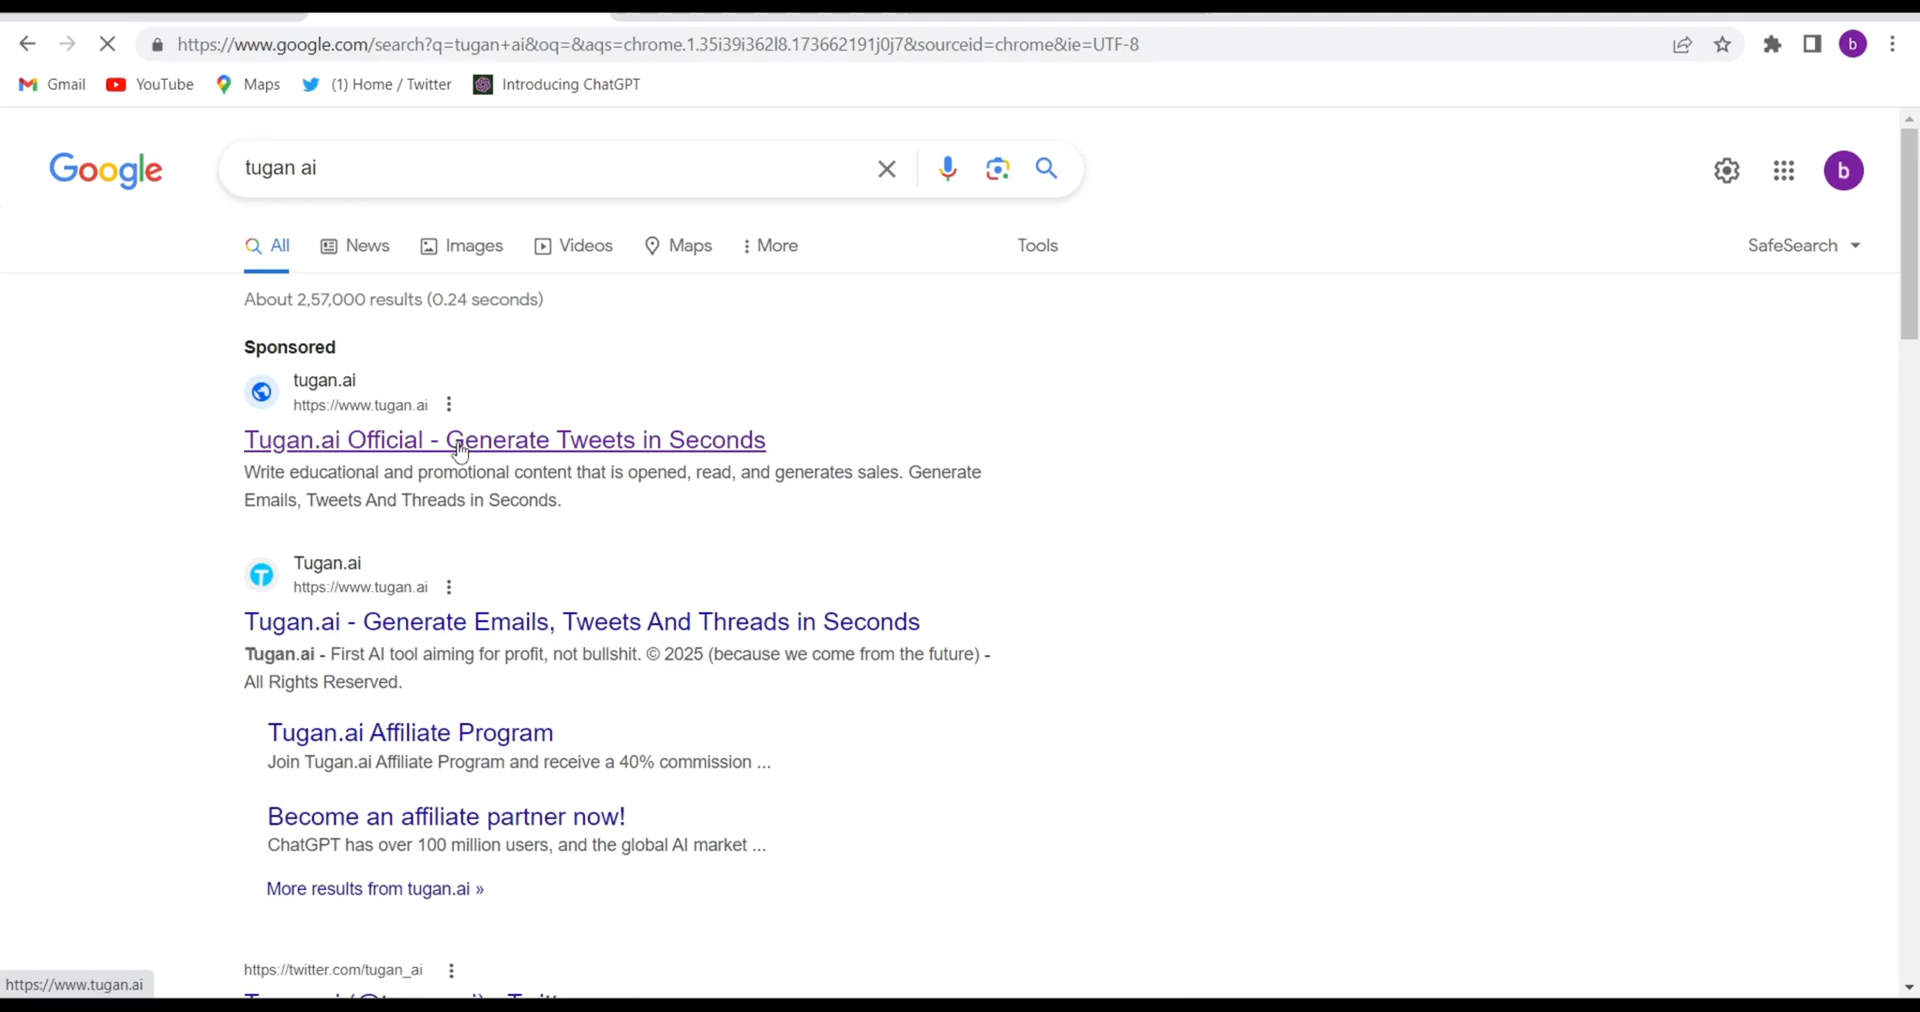 https://www.google.com/search?q=tugan+ai&oq=&aqs=chrome.1.35i39i362l8.173662191j0j7&sourceid=chrome&ie=UTF-8
b
Gmail
YouTube
Maps
(1) Home / Twitter
Introducing ChatGPT
Google
tugan ai
b
All
News
Images
Videos
Maps
More
Tools
SafeSearch
About 2,57,000 results (0.24 seconds)
Sponsored
tugan.ai
https://www.tugan.ai
Tugan.ai Official - Generate Tweets in Seconds
Write educational and promotional content that is opened, read, and generates sales. Generate
Emails, Tweets And Threads in Seconds.
Tugan.ai
https://www.tugan.ai
Tugan.ai - Generate Emails, Tweets And Threads in Seconds
Tugan.ai - First AI tool aiming for profit, not bullshit. © 2025 (because we come from the future) -
All Rights Reserved.
Tugan.ai Affiliate Program
Join Tugan.ai Affiliate Program and receive a 40% commission ...
Become an affiliate partner now!
ChatGPT has over 100 million users, and the global AI market ...
More results from tugan.ai »
https://twitter.com/tugan_ai
https://www.tugan.ai